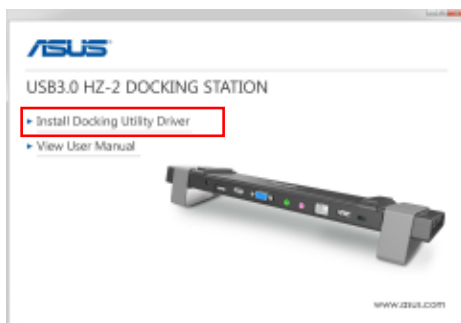 ASUS
USB3.0 HZ-2 DOCKING STATION
Install Docking Utility Driver
View User Manual
www.asus.com